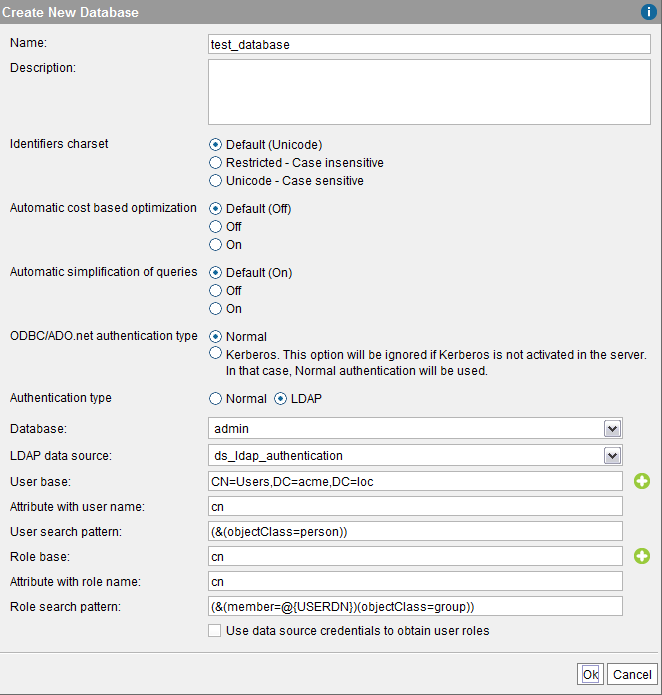 Create New Database
Name: test_database
Description:
Identifiers charset Default (Unicode)
Restricted - Case insensitive
Unicode - Case sensitive
Automatic cost based optimization Default (Off)
Off
On
Automatic simplification of queries Default (On)
Off
On
ODBC/ADO.net authentication type Normal
Kerberos. This option will be ignored if Kerberos is not activated in the server.
In that case, Normal authentication will be used.
Authentication type Normal LDAP
Database: admin
LDAP data source: ds_ldap_authentication
User base: CN=Users,DC=acme,DC=loc
Attribute with user name: cn
User search pattern: (&(objectClass=person))
Role base: cn
Attribute with role name: cn
Role search pattern: (&(member=@{USERDN})(objectClass=group))
Use data source credentials to obtain user roles
Ok Cancel